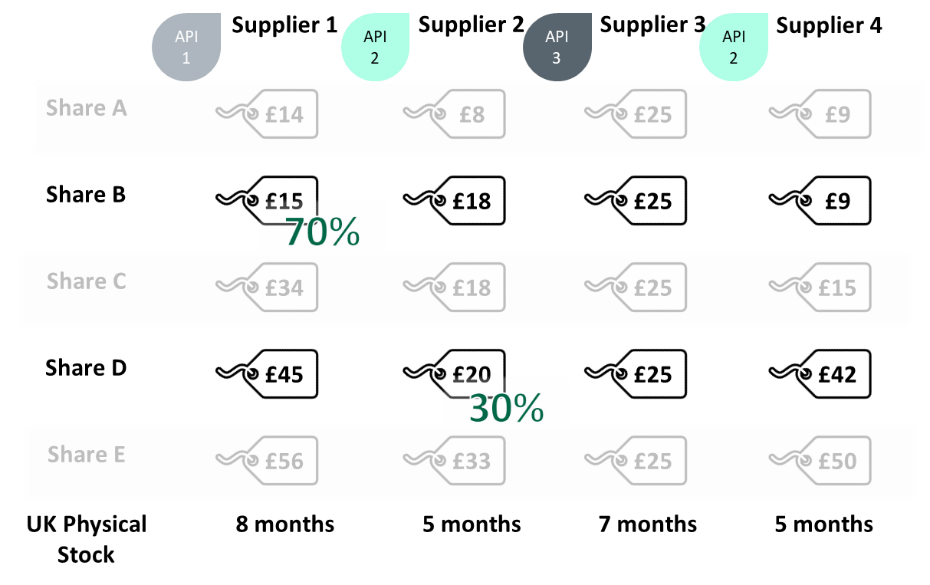 API 1 Supplier 1 API 2 Supplier 2 API 3 Supplier 3 API 2 Supplier 4
Share A £14 £8 £25 £9
Share B £15 £18 £25 £9
70%
Share C £34 £18 £25 £15
Share D £45 £20 £25 £42
30%
Share E £56 £33 £25 £50
UK Physical 8 months 5 months 7 months 5 months
Stock